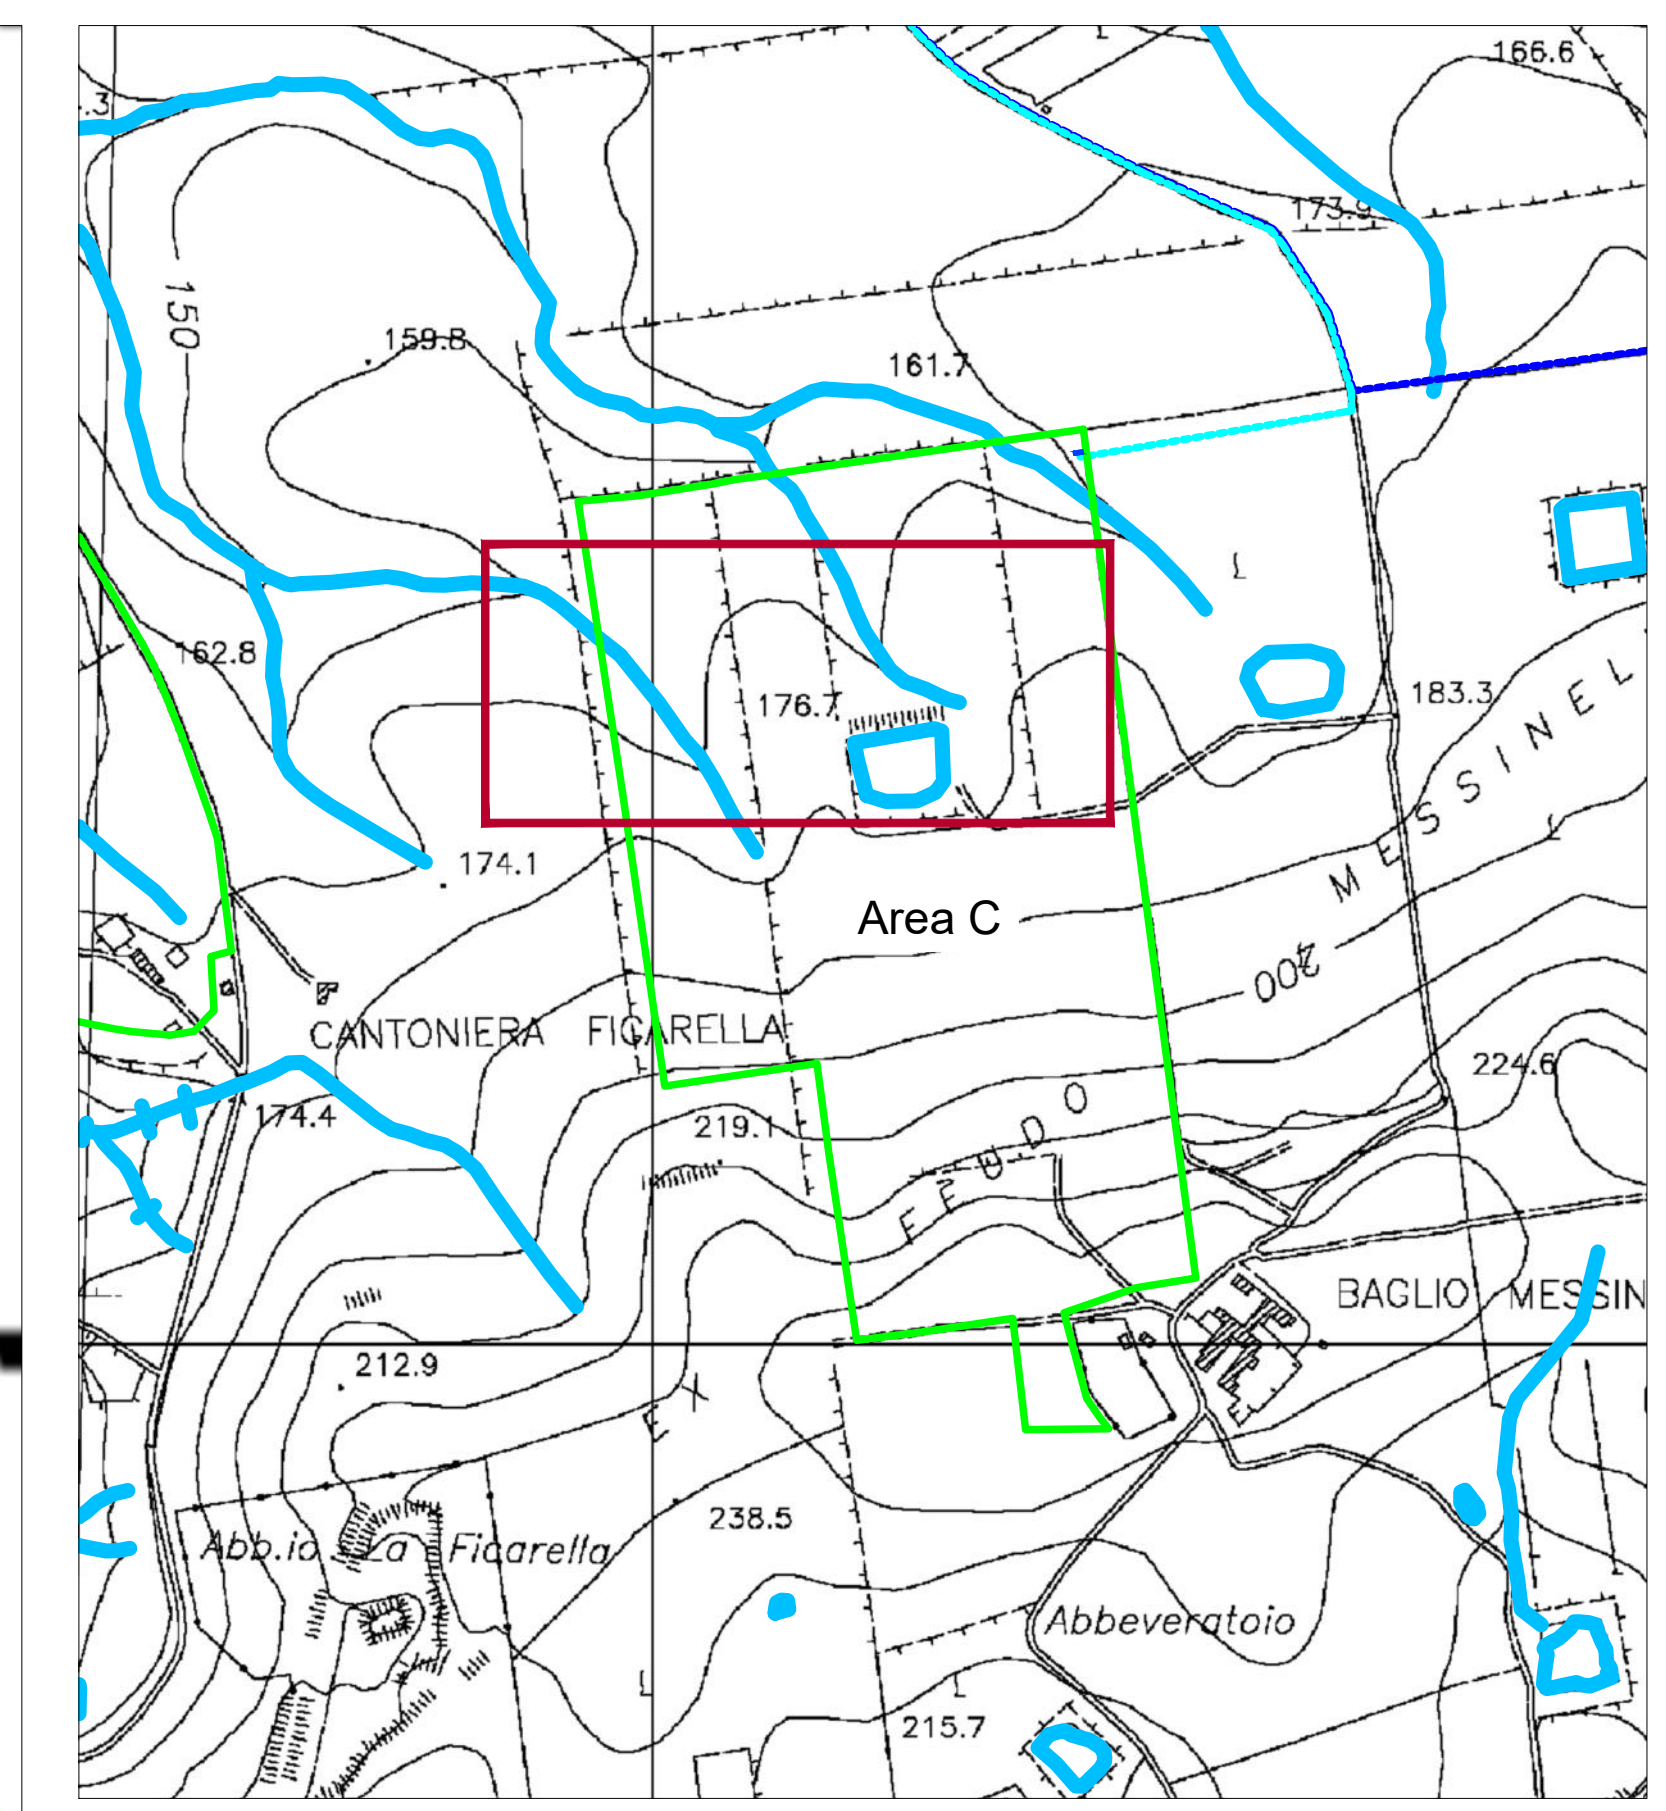 166.6
.3
173.9
150
159.8
161.7
162.8
176.7
183.3
MESSINEL
174.1
Area C
200
CANTONIERA FICARELLA
224.6
174.4
219.1
FEUDO
BAGLIO MESSIN
212.9
EX
238.5
Abb.io La Ficarella
Abbeveratoio
215.7